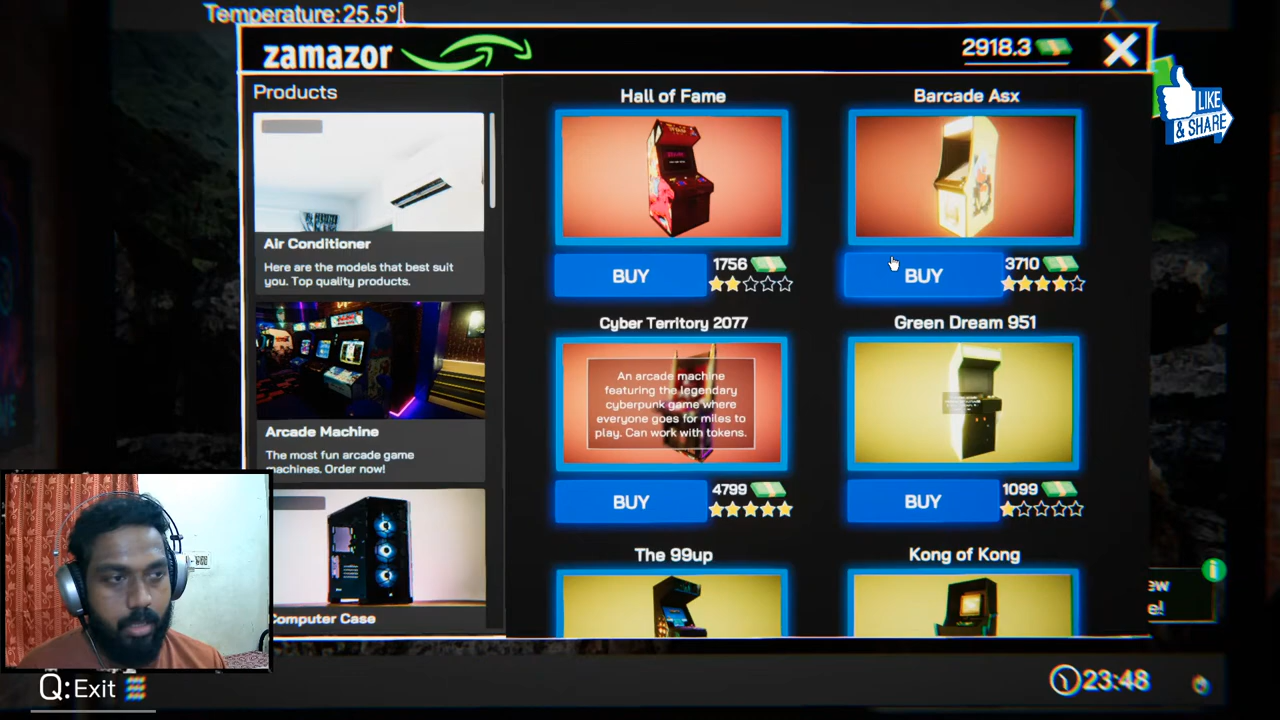 Temperature: 25.5°
zamazor
2918.3
Products
Air Conditioner
Here are the models that best suit
you. Top quality products.
Arcade Machine
The most fun arcade game
machines. Order now!
Computer Case
Hall of Fame
BUY
1756
Barcade Asx
BUY
3710
Cyber Territory 2077
An arcade machine
featuring the legendary
cyberpunk game where
everyone goes for miles to
play. Can work with tokens.
BUY
4799
Green Dream 951
BUY
1099
The 99up
Kong of Kong
LIKE
& SHARE
Q: Exit
23:48